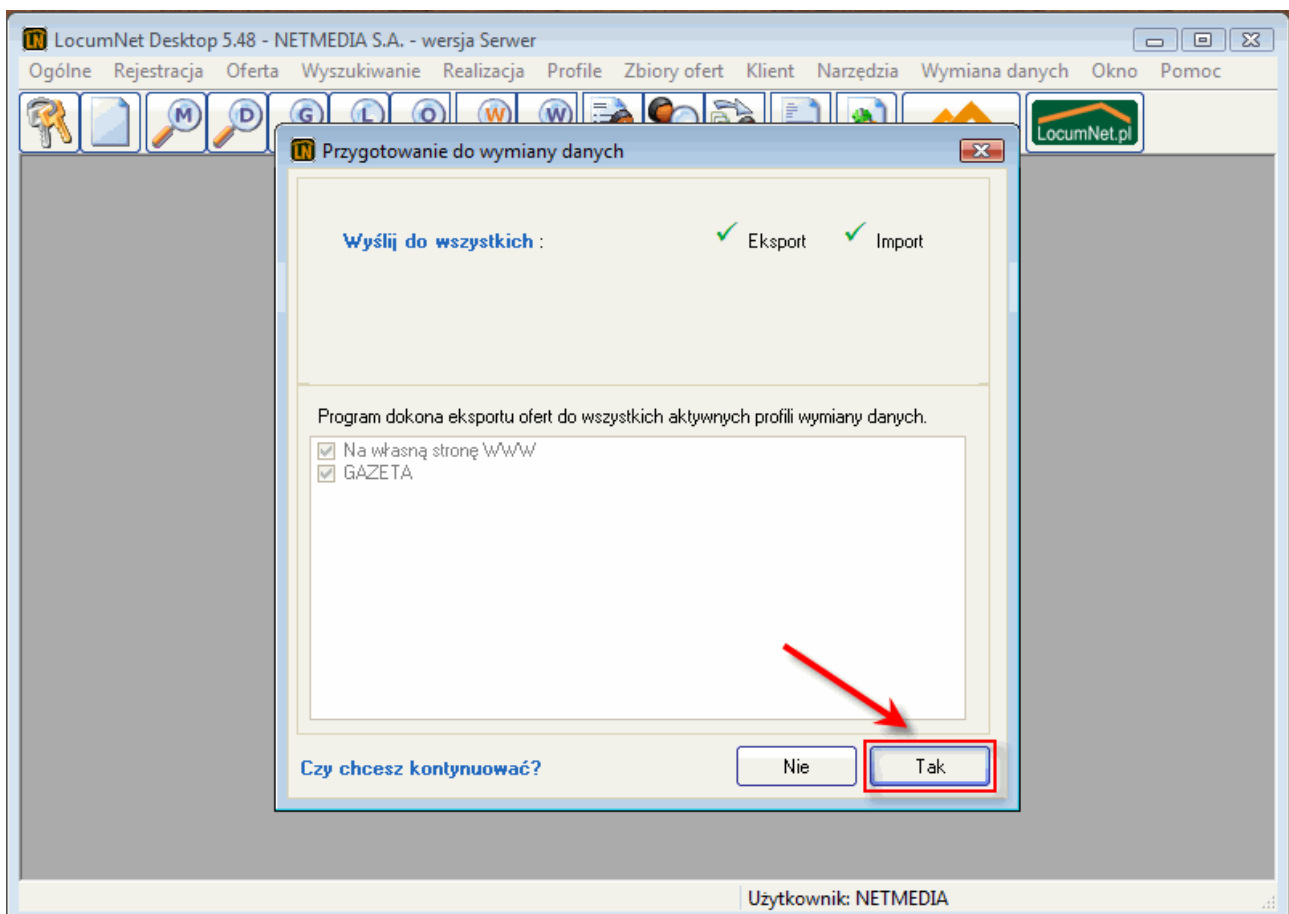 LocumNet Desktop 5.48 - NETMEDIA S.A. - wersja Serwer
Ogólne Rejestracja Oferta Wyszukiwanie Realizacja Profile Zbiory ofert Klient Narzędzia Wymiana danych Okno Pomoc
M D G L O W W LocumNet.pl
Przygotowanie do wymiany danych
Wyślij do wszystkich : Eksport Import
Program dokona eksportu ofert do wszystkich aktywnych profili wymiany danych.
Na własną stronę WWW
GAZETA
Czy chcesz kontynuować? Nie Tak
Użytkownik: NETMEDIA